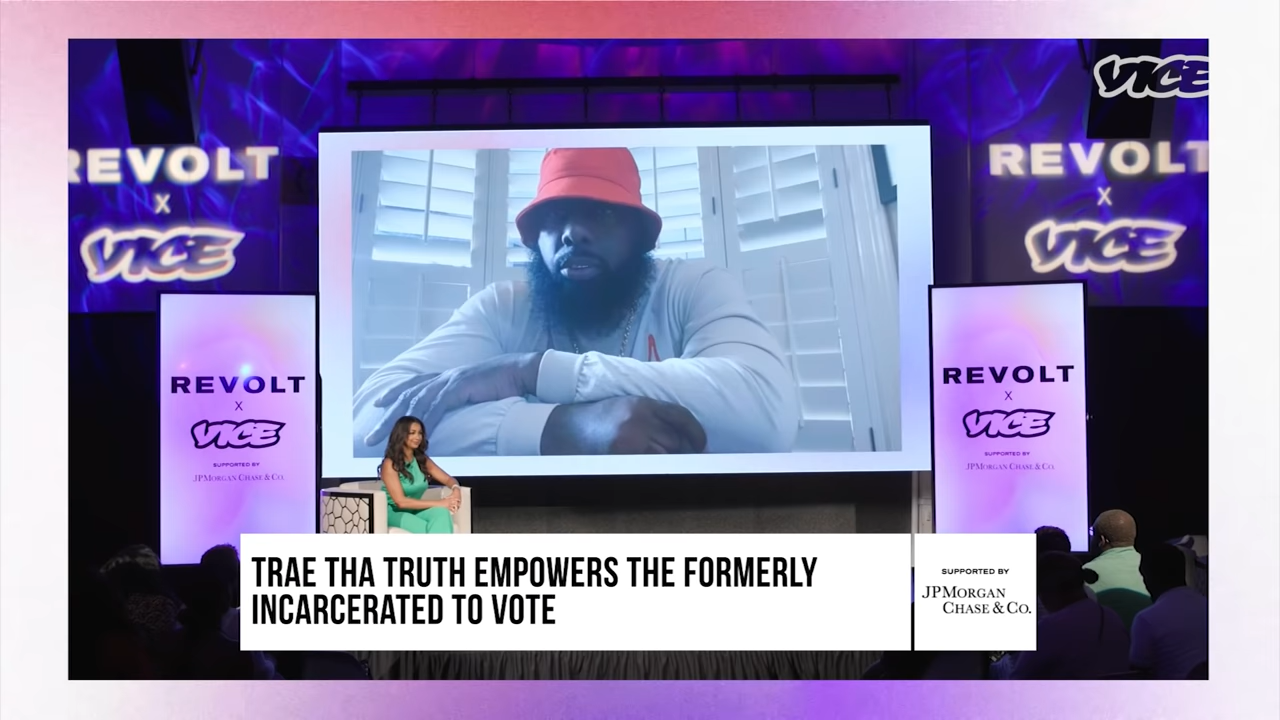 VICE
REVOLT
X
VICE
REVOLT
X
VICE
REVOLT
X
VICE
SUPPORTED BY
JPMORGAN CHASE & CO.
REVOLT
X
VICE
SUPPORTED BY
JPMORGAN CHASE & CO.
TRAE THA TRUTH EMPOWERS THE FORMERLY
INCARCERATED TO VOTE
SUPPORTED BY
JPMORGAN
CHASE & CO.